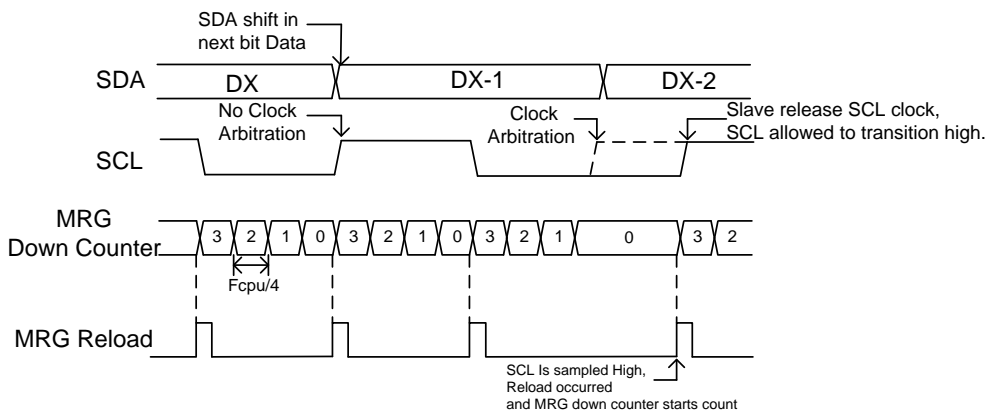 SDA shift in
next bit Data
SDA
DX
DX-1
DX-2
No Clock
Arbitration
Clock
Arbitration
Slave release SCL clock,
SCL allowed to transition high.
SCL
MRG
Down Counter
3 2 1 0 3 2 1 0 3 2 1 0 3 2
Fcpu/4
MRG Reload
SCL Is sampled High,
Reload occurred
and MRG down counter starts count